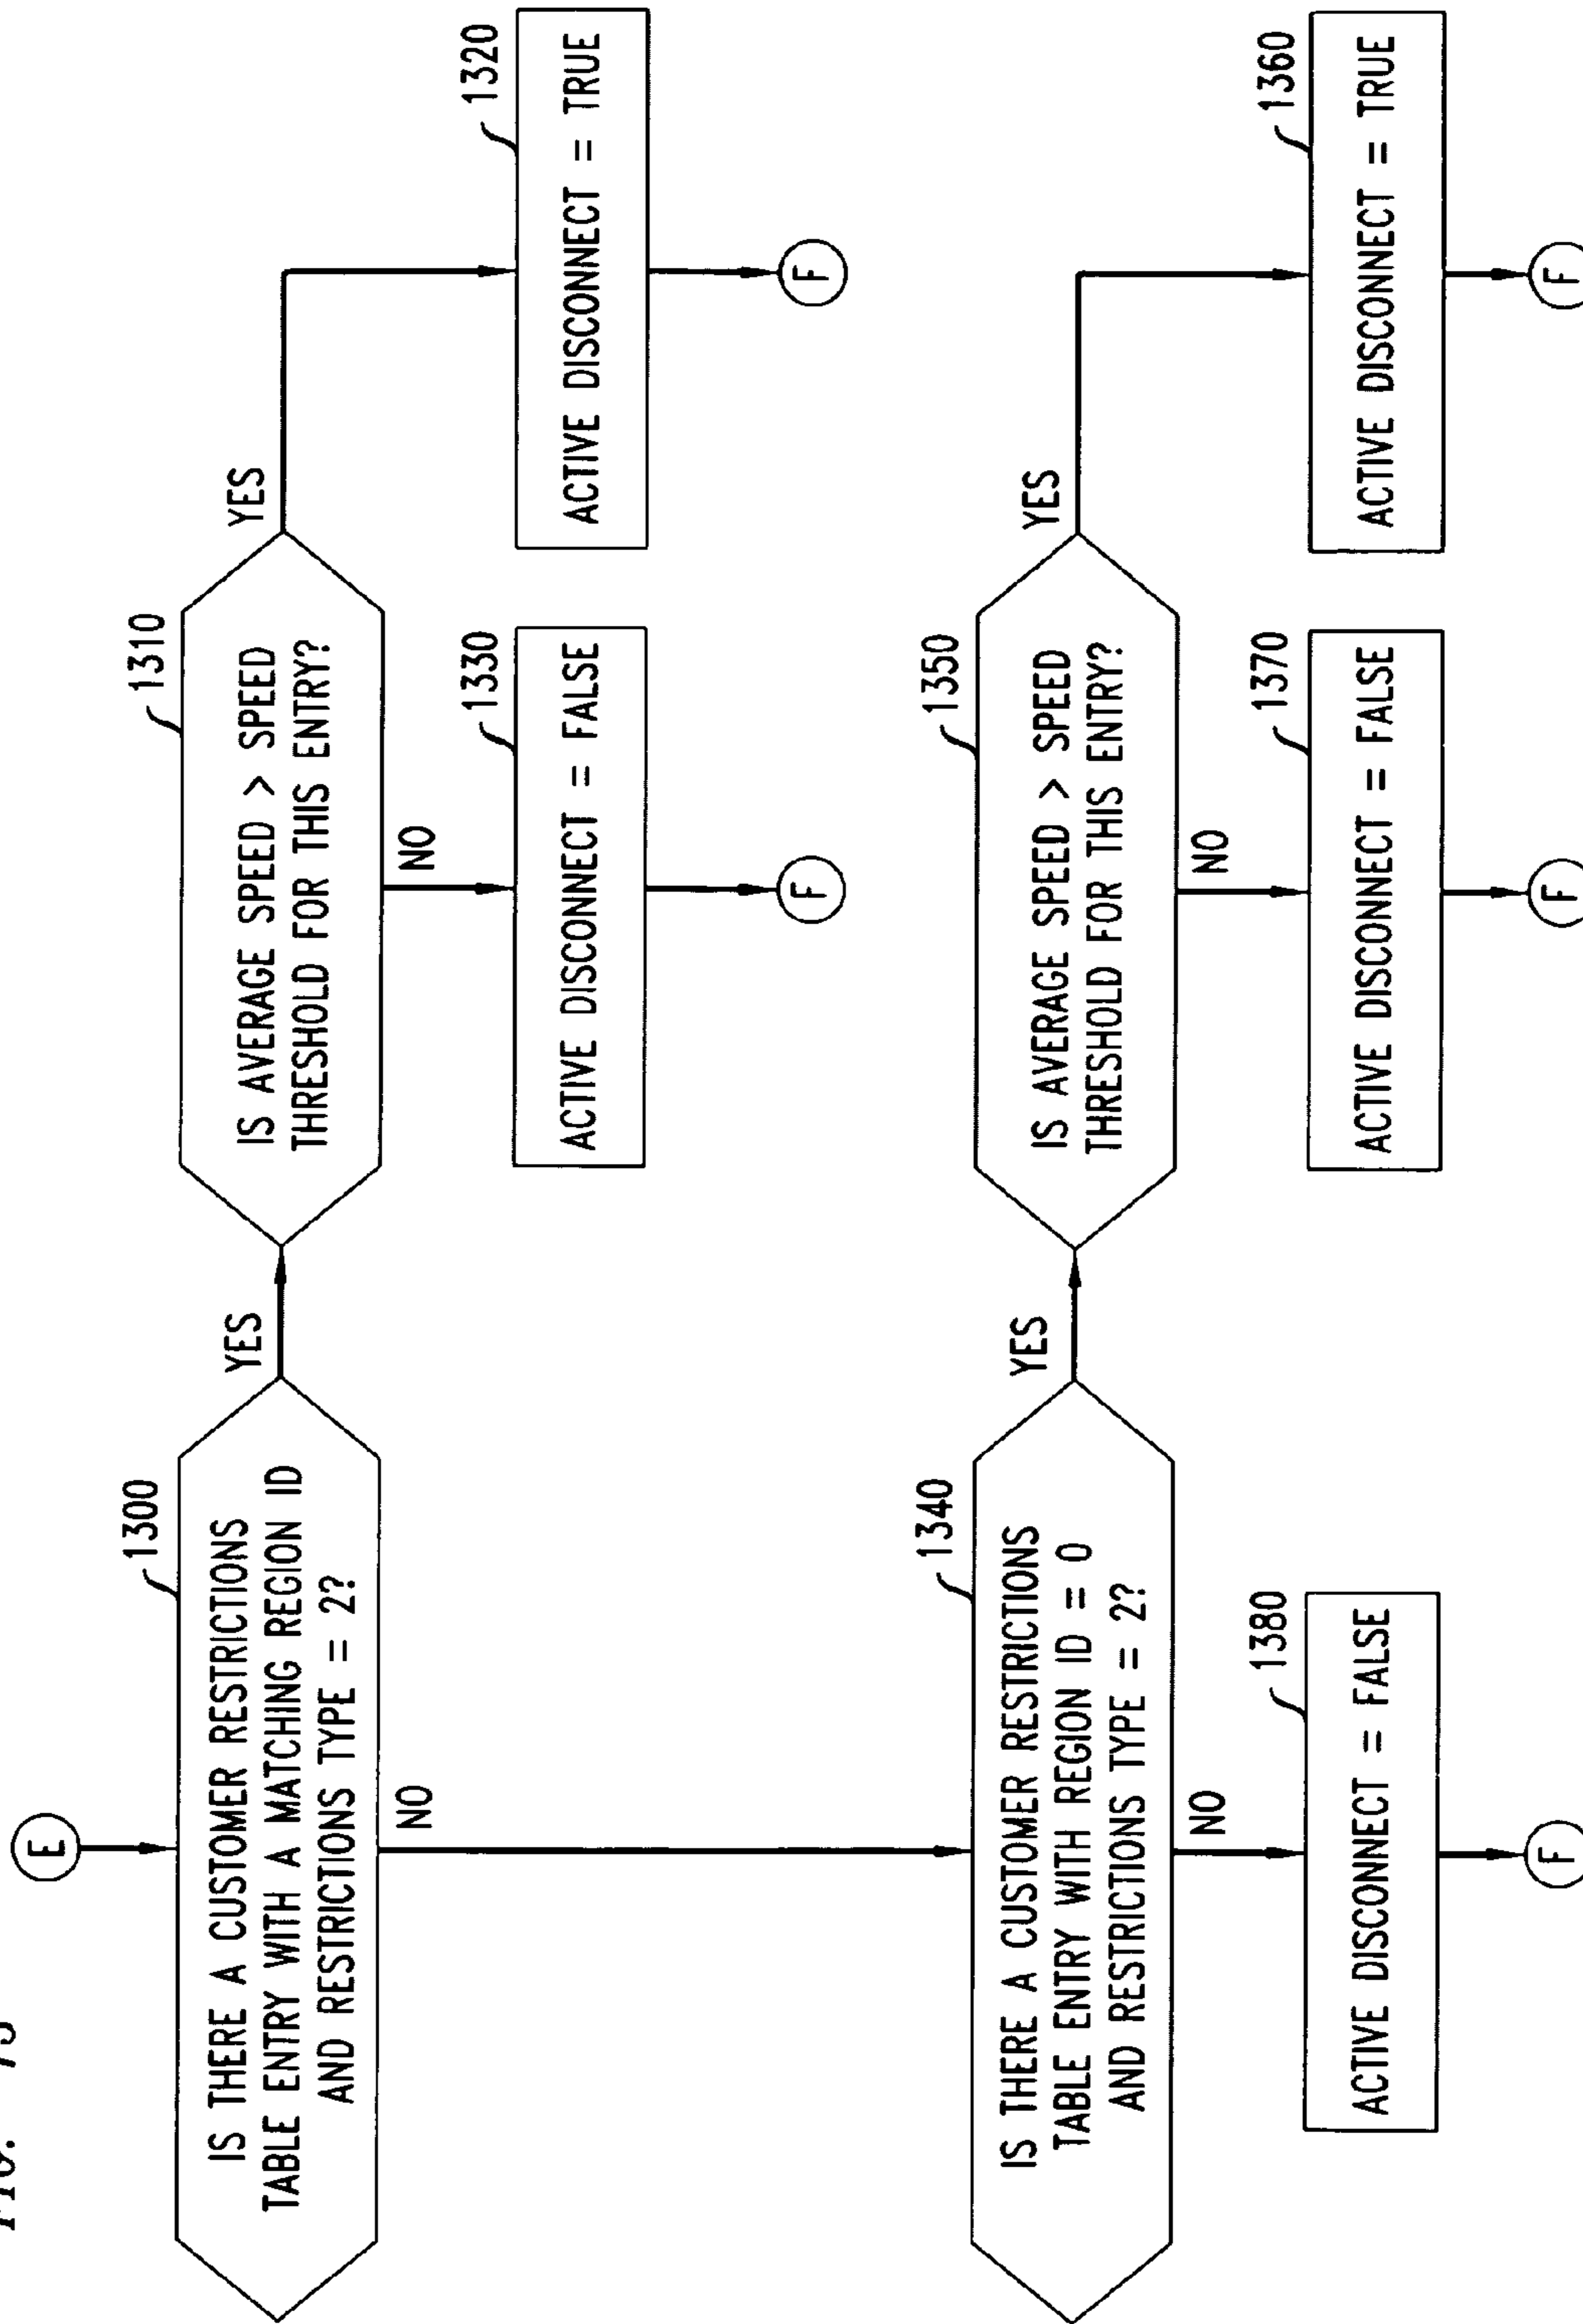 FIG. 13
E
1300
IS THERE A CUSTOMER RESTRICTIONS
TABLE ENTRY WITH A MATCHING REGION ID
AND RESTRICTIONS TYPE = 2?
YES
NO
1310
IS AVERAGE SPEED > SPEED
THRESHOLD FOR THIS ENTRY?
YES
NO
1320
ACTIVE DISCONNECT = TRUE
F
1330
ACTIVE DISCONNECT = FALSE
F
1340
IS THERE A CUSTOMER RESTRICTIONS
TABLE ENTRY WITH REGION ID = 0
AND RESTRICTIONS TYPE = 2?
YES
NO
1350
IS AVERAGE SPEED > SPEED
THRESHOLD FOR THIS ENTRY?
YES
NO
1360
ACTIVE DISCONNECT = TRUE
F
1370
ACTIVE DISCONNECT = FALSE
F
1380
ACTIVE DISCONNECT = FALSE
F